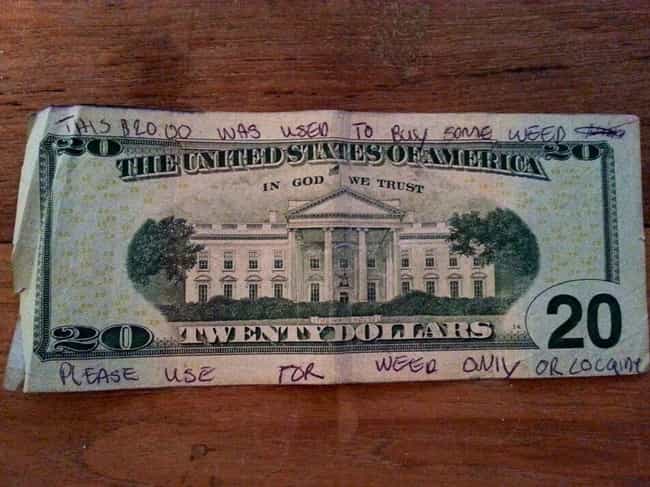 THIS $20.00 WAS USED TO BUY SOME WEED
20 20
THE UNITED STATES OF AMERICA
IN GOD WE TRUST
20 TWENTY DOLLARS 20
PLEASE USE FOR WEED ONLY OR COCAINE